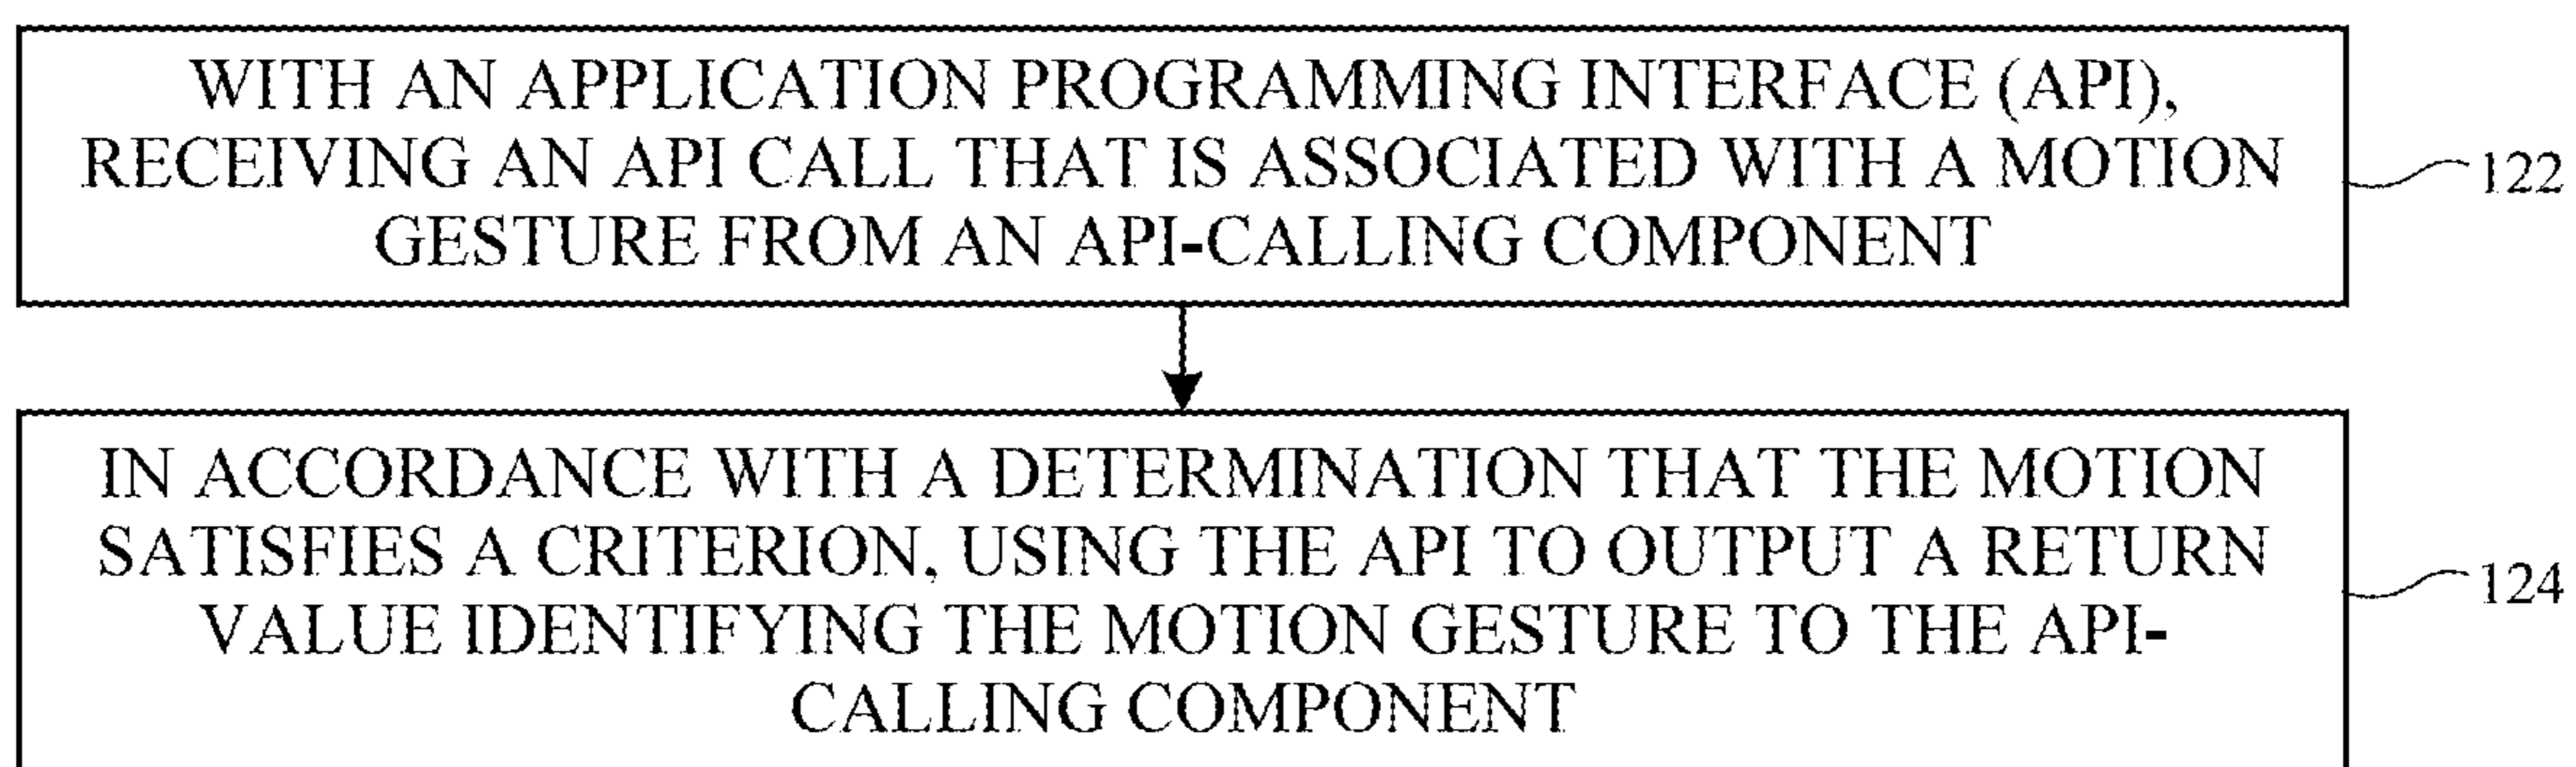 WITH AN APPLICATION PROGRAMMING INTERFACE (API),
RECEIVING AN API CALL THAT IS ASSOCIATED WITH A MOTION
GESTURE FROM AN API-CALLING COMPONENT
122
IN ACCORDANCE WITH A DETERMINATION THAT THE MOTION
SATISFIES A CRITERION, USING THE API TO OUTPUT A RETURN
VALUE IDENTIFYING THE MOTION GESTURE TO THE API-
CALLING COMPONENT
124